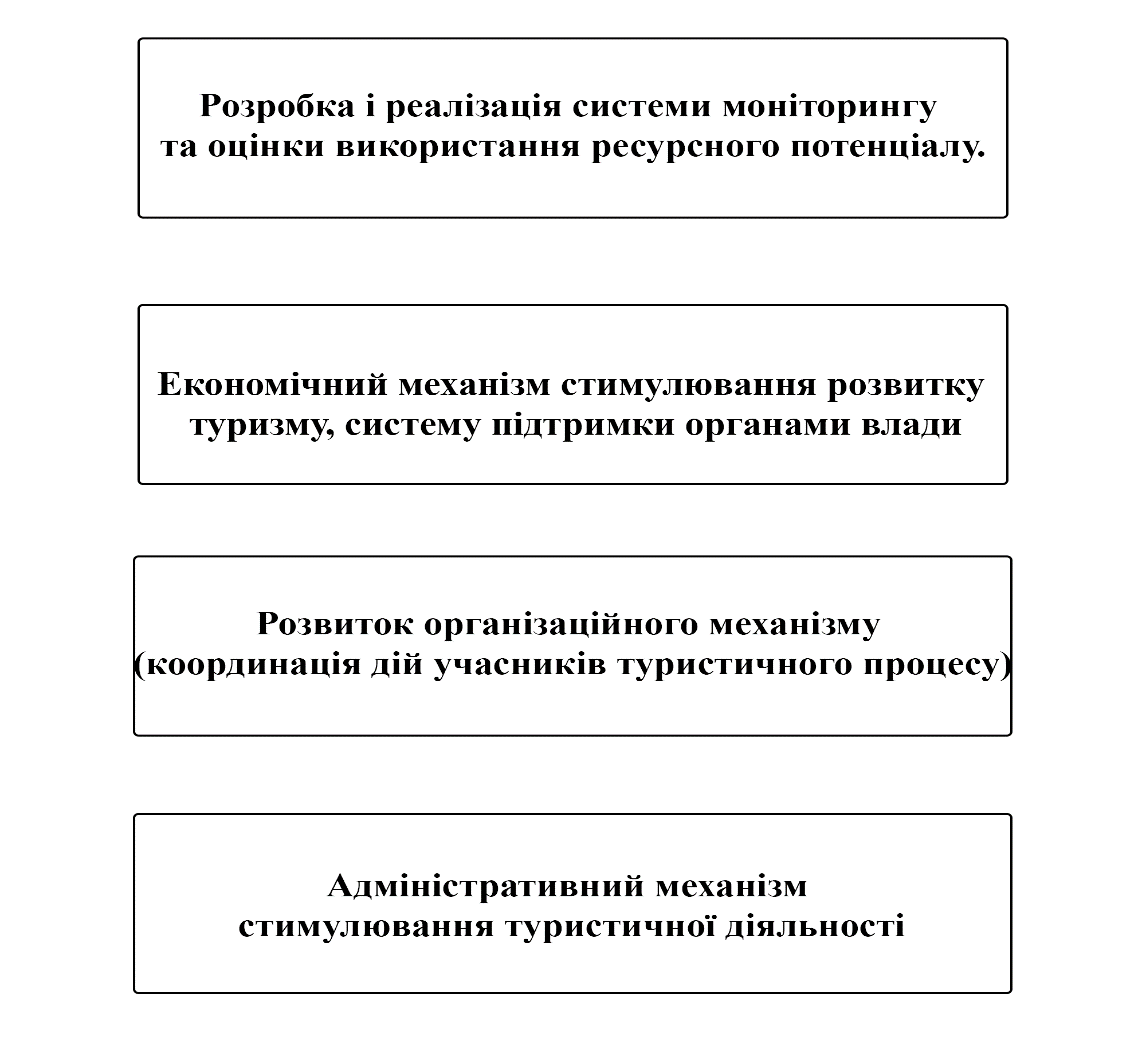 Розробка і реалізація системи моніторингу
та оцінки використання ресурсного потенціалу.
Економічний механізм стимулювання розвитку
туризму, систему підтримки органами влади
Розвиток організаційного механізму
(координація дій учасників туристичного процесу)
Адміністративний механізм
стимулювання туристичної діяльності